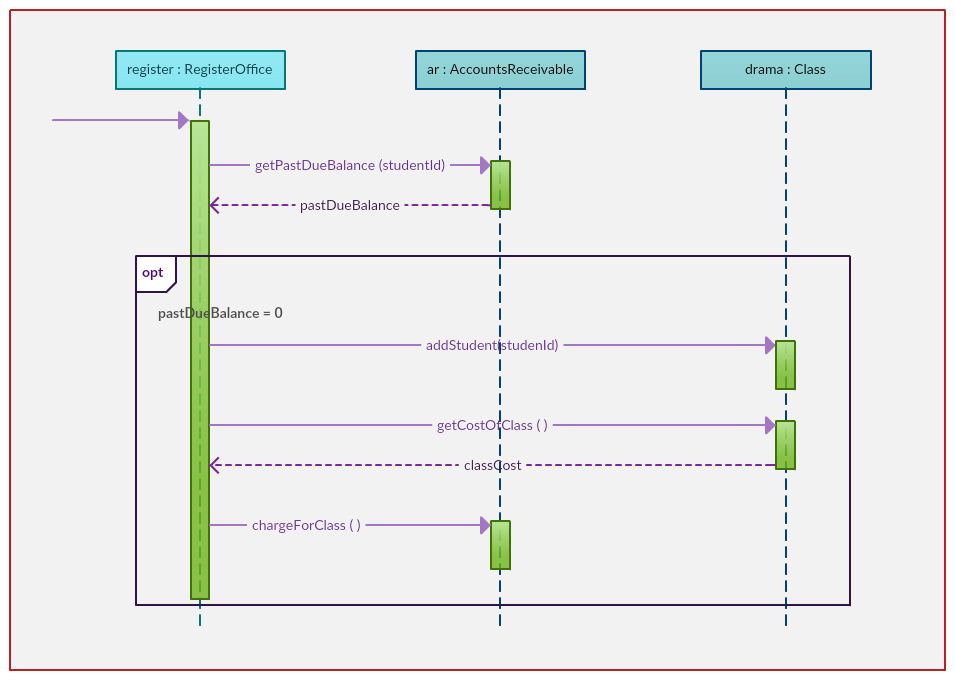 register : RegisterOffice
ar : AccountsReceivable
drama : Class
getPastDueBalance (studentId)
pastDueBalance
opt
pastDueBalance = 0
addStudent(studenId)
getCostOfClass ( )
classCost
chargeForClass ( )